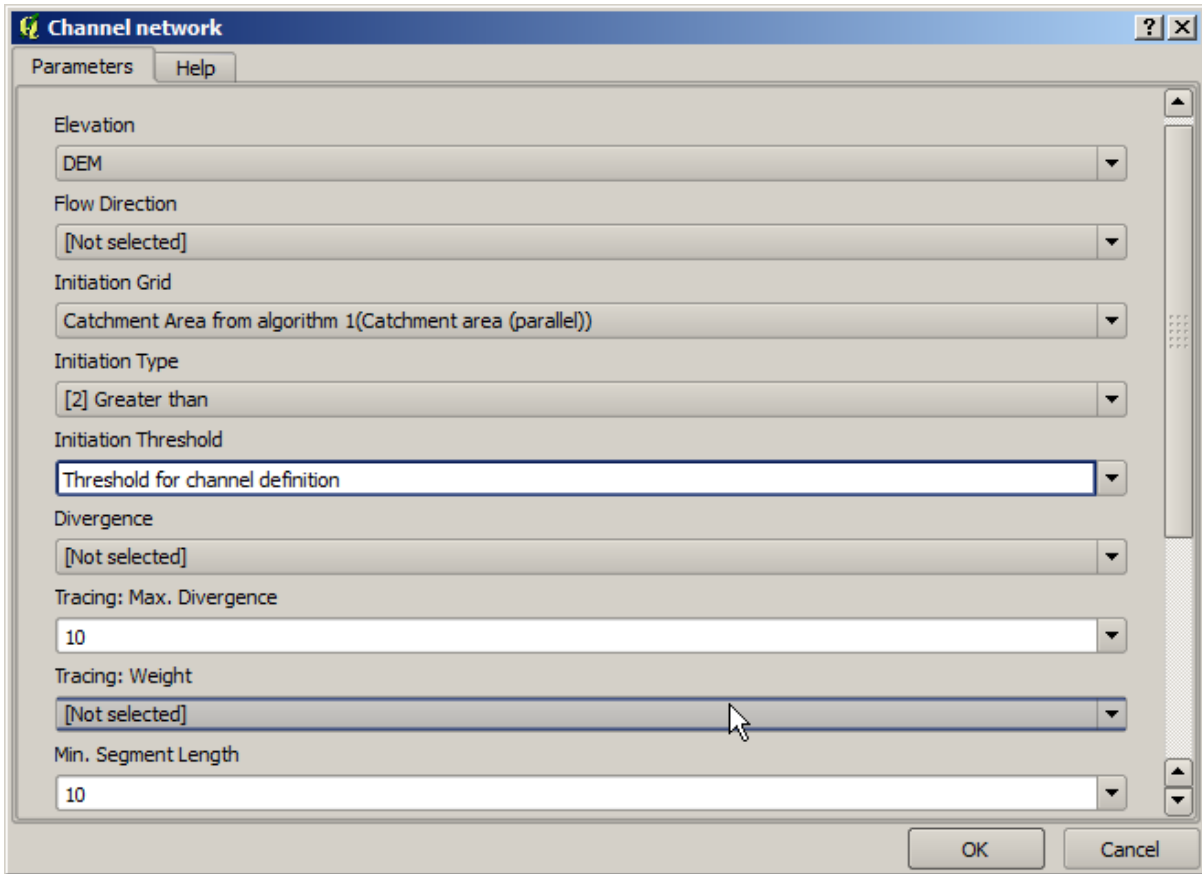 Channel network
Parameters Help
Elevation
DEM
Flow Direction
[Not selected]
Initiation Grid
Catchment Area from algorithm 1(Catchment area (parallel))
Initiation Type
[2] Greater than
Initiation Threshold
Threshold for channel definition
Divergence
[Not selected]
Tracing: Max. Divergence
10
Tracing: Weight
[Not selected]
Min. Segment Length
10
OK Cancel